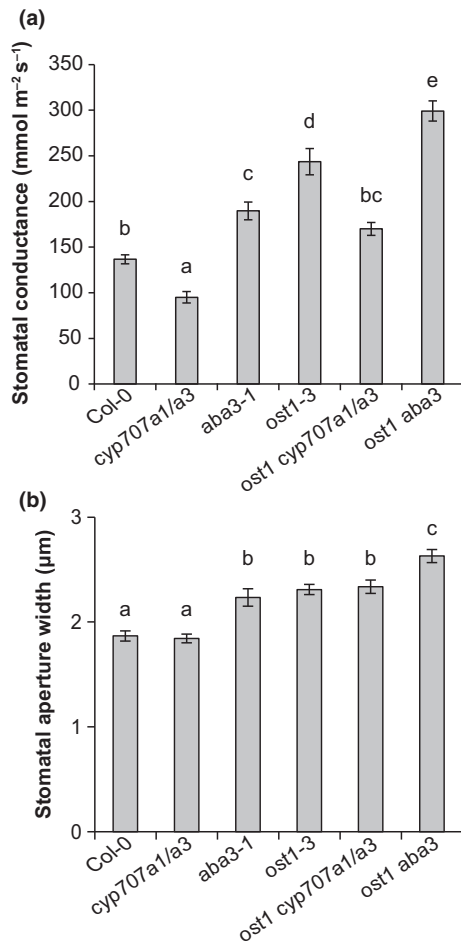 (a)
Stomatal conductance (mmol m⁻² s⁻¹)
350
300
250
200
150
100
50
0
b
a
c
d
bc
e
Col-0
cyp707a1/a3
aba3-1
ost1-3
ost1 cyp707a1/a3
ost1 aba3
(b)
Stomatal aperture width (µm)
3
2
1
0
a
a
b
b
b
c
Col-0
cyp707a1/a3
aba3-1
ost1-3
ost1 cyp707a1/a3
ost1 aba3